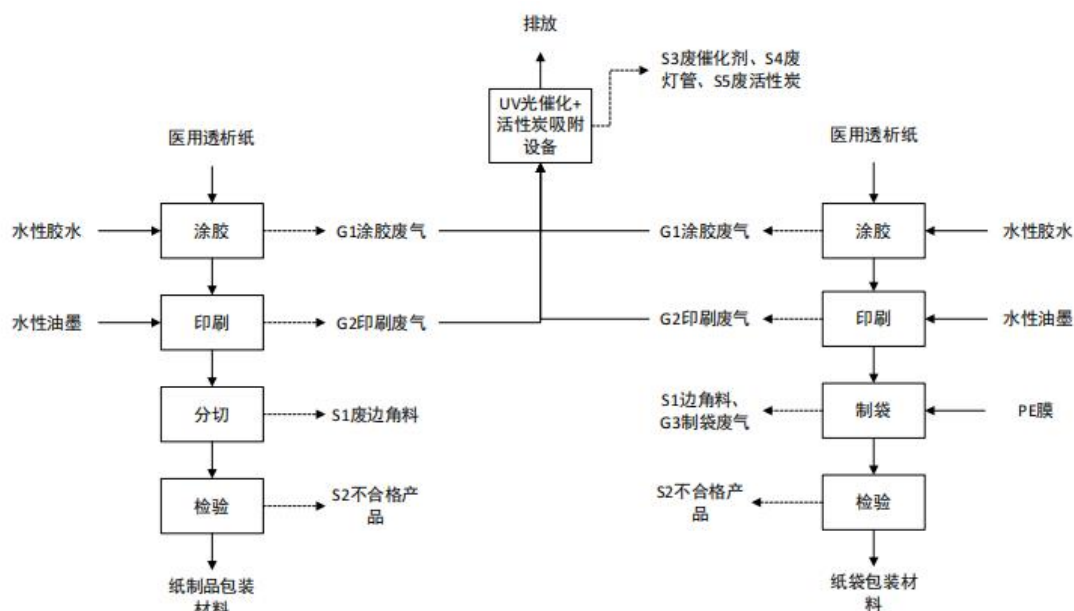 排放
S3废催化剂、S4废
灯管、S5废活性炭
UV光催化+
活性炭吸附
设备
医用透析纸
水性胶水
涂胶
G1涂胶废气
水性油墨
印刷
G2印刷废气
分切
S1废边角料
检验
S2不合格产
品
纸制品包装
材料
医用透析纸
G1涂胶废气
涂胶
水性胶水
G2印刷废气
印刷
水性油墨
S1边角料、
G3制袋废气
制袋
PE膜
S2不合格产
品
检验
纸袋包装材
料